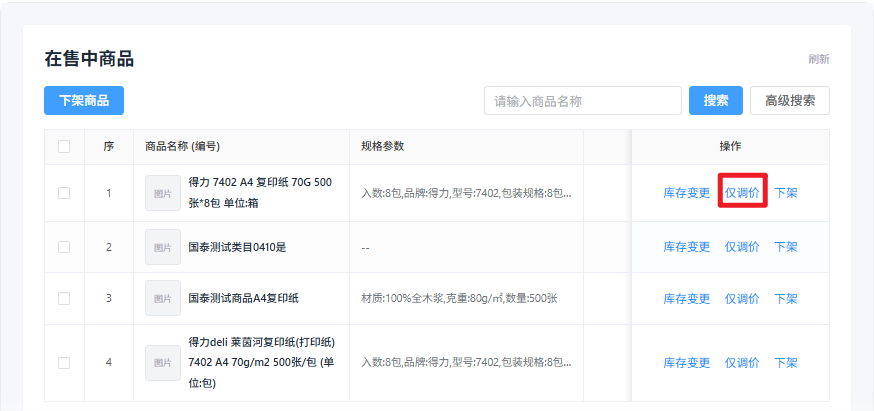 在售中商品
刷新
下架商品
请输入商品名称
搜索
高级搜索
序
商品名称 (编号)
规格参数
操作
1
图片
得力 7402 A4 复印纸 70G 500
张*8包 单位:箱
入数:8包,品牌:得力,型号:7402,包装规格:8包...
库存变更 仅调价 下架
2
图片
国泰测试类目0410是
--
库存变更 仅调价 下架
3
图片
国泰测试商品A4复印纸
材质:100%全木浆,克重:80g/㎡,数量:500张
库存变更 仅调价 下架
4
图片
得力deli 莱茵河复印纸(打印纸)
7402 A4 70g/m2 500张/包 (单
位:包)
入数:8包,品牌:得力,型号:7402,包装规格:8包...
库存变更 仅调价 下架